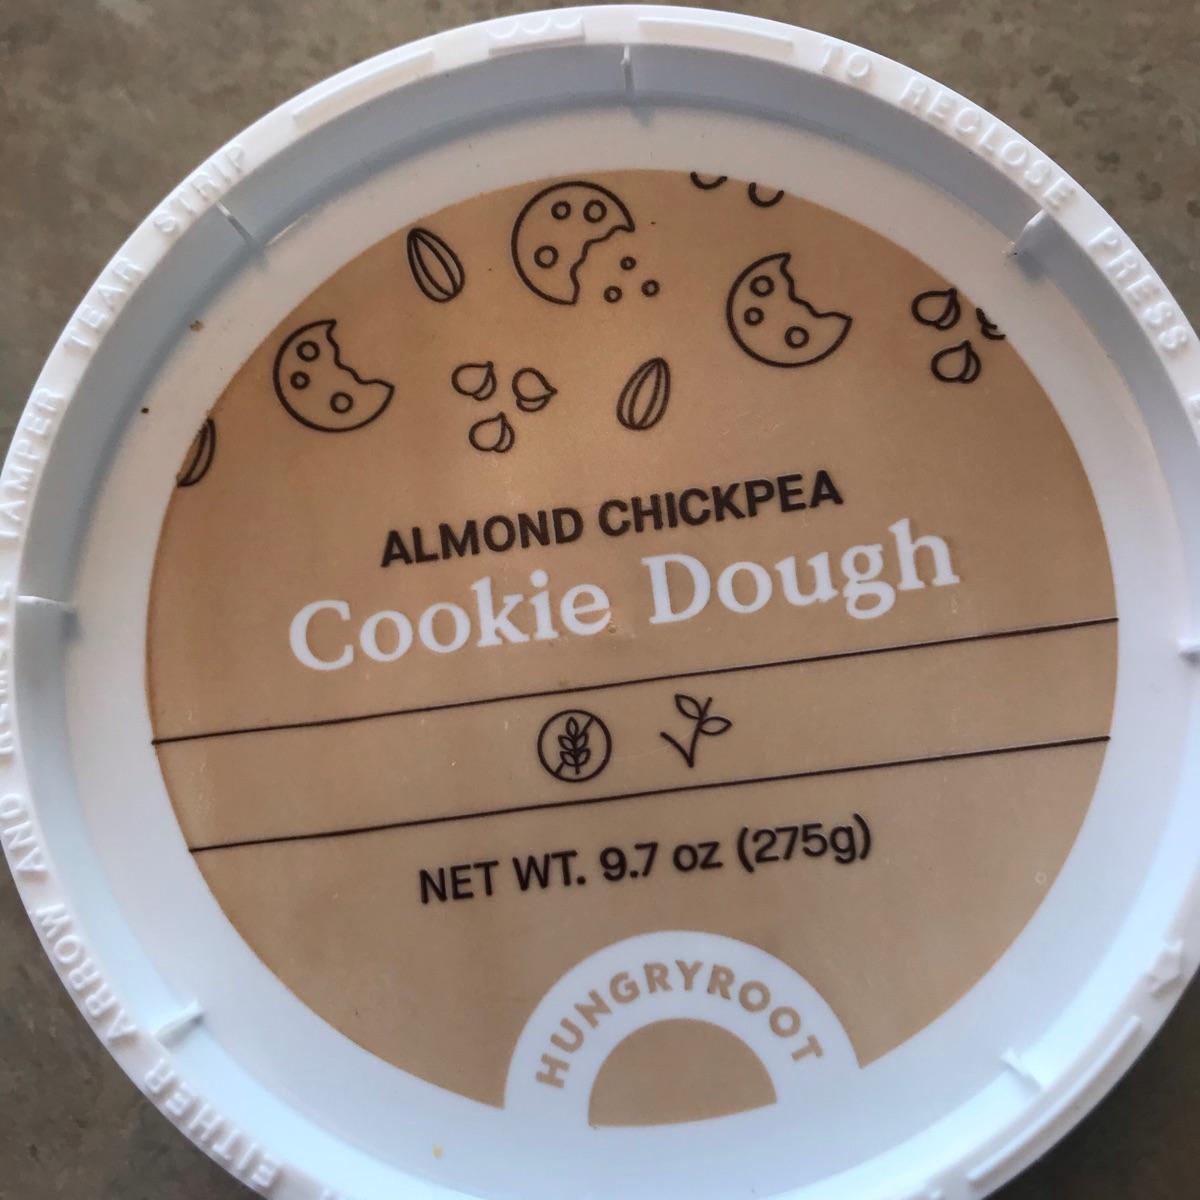 TO RECLOSE PRESS
TAMPER TEAR STRIP
EITHER ARROW AND
ALMOND CHICKPEA
Cookie Dough
NET WT. 9.7 oz (275g)
HUNGRYROOT